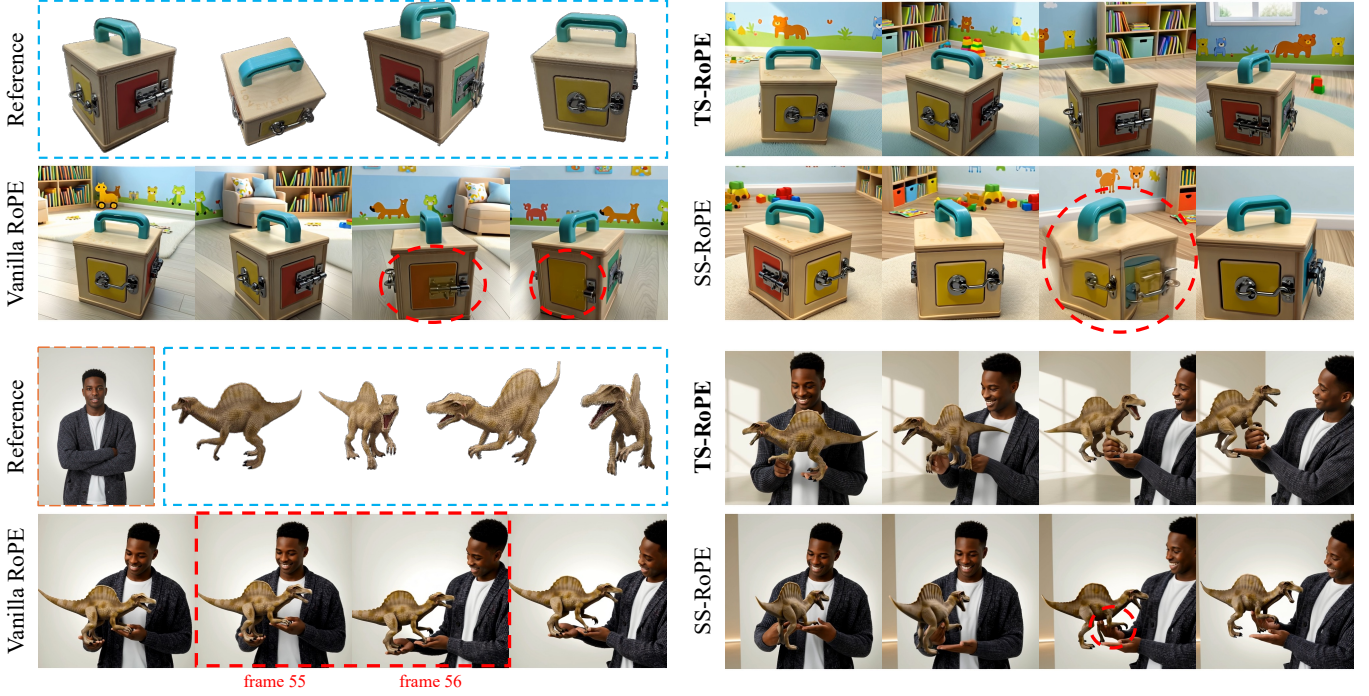 Reference
TS-RoPE
Vanilla RoPE
SS-RoPE
Reference
TS-RoPE
Vanilla RoPE
SS-RoPE
frame 55
frame 56